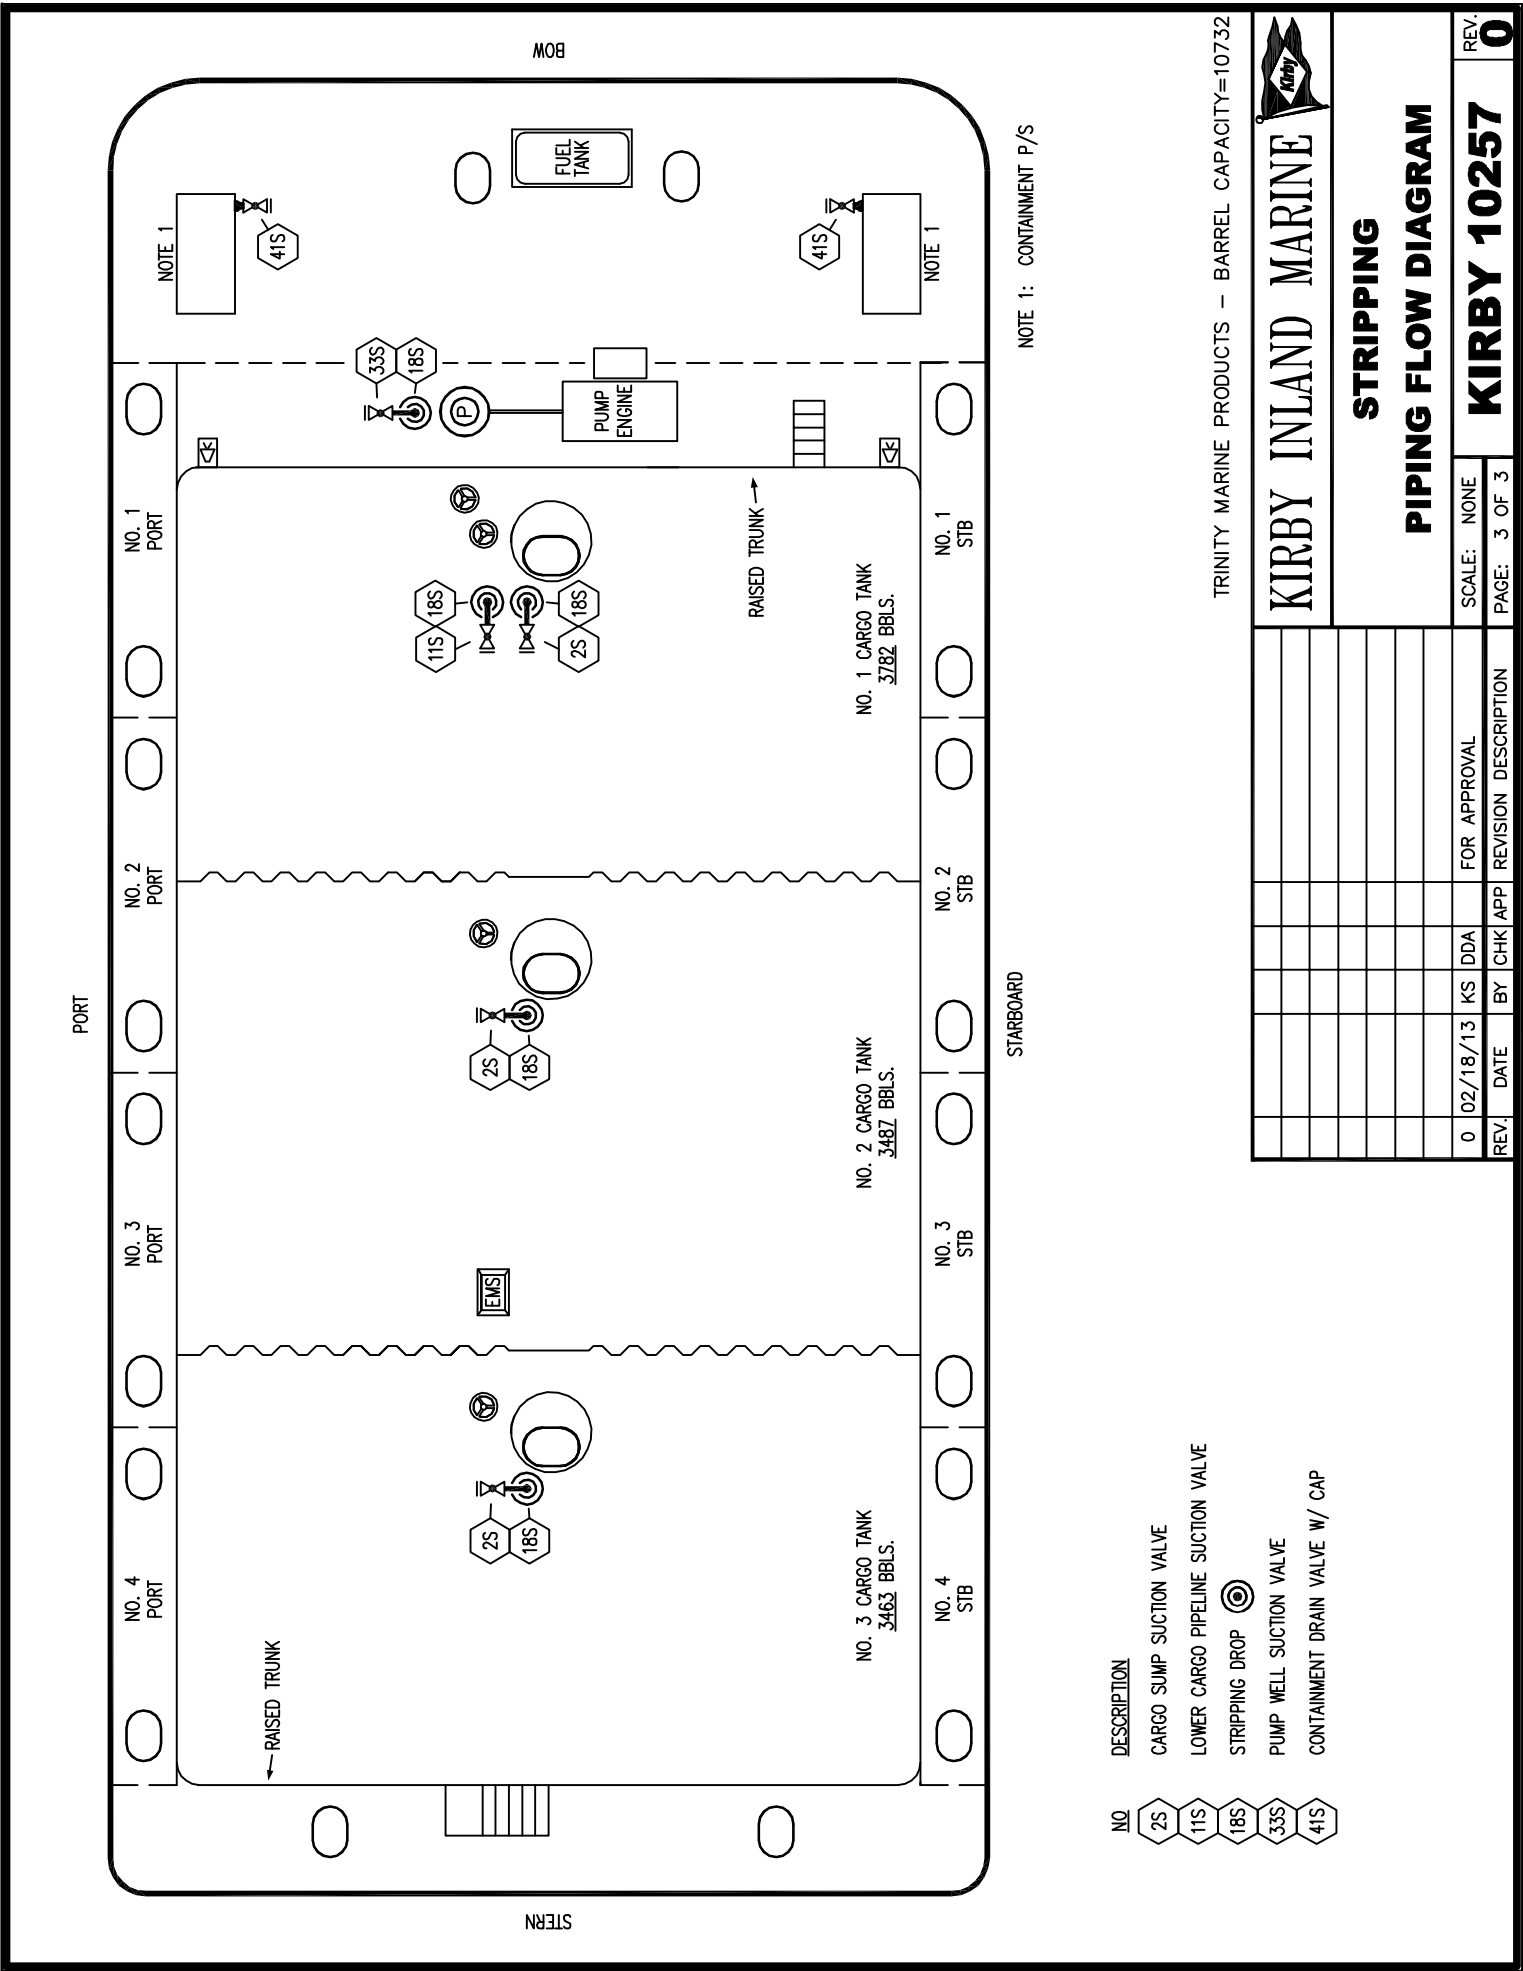 PORT
BOW
STERN
STARBOARD
NO. 4
PORT
NO. 3
PORT
NO. 2
PORT
NO. 1
PORT
NOTE 1
41S
RAISED TRUNK
33S
18S
P
PUMP
ENGINE
FUEL
TANK
2S
18S
EMS
2S
18S
11S
18S
2S
18S
RAISED TRUNK
41S
NOTE 1
NO. 3 CARGO TANK
3463 BBLS.
NO. 2 CARGO TANK
3487 BBLS.
NO. 1 CARGO TANK
3782 BBLS.
NO. 4
STB
NO. 3
STB
NO. 2
STB
NO. 1
STB
NOTE 1: CONTAINMENT P/S
NO DESCRIPTION
2S CARGO SUMP SUCTION VALVE
11S LOWER CARGO PIPELINE SUCTION VALVE
18S STRIPPING DROP
33S PUMP WELL SUCTION VALVE
41S CONTAINMENT DRAIN VALVE W/ CAP
TRINITY MARINE PRODUCTS - BARREL CAPACITY=10732
KIRBY INLAND MARINE
Kirby
STRIPPING
PIPING FLOW DIAGRAM
0 02/18/13 KS DDA FOR APPROVAL
REV. DATE BY CHK APP REVISION DESCRIPTION
SCALE: NONE
PAGE: 3 OF 3
KIRBY 10257
REV.
0